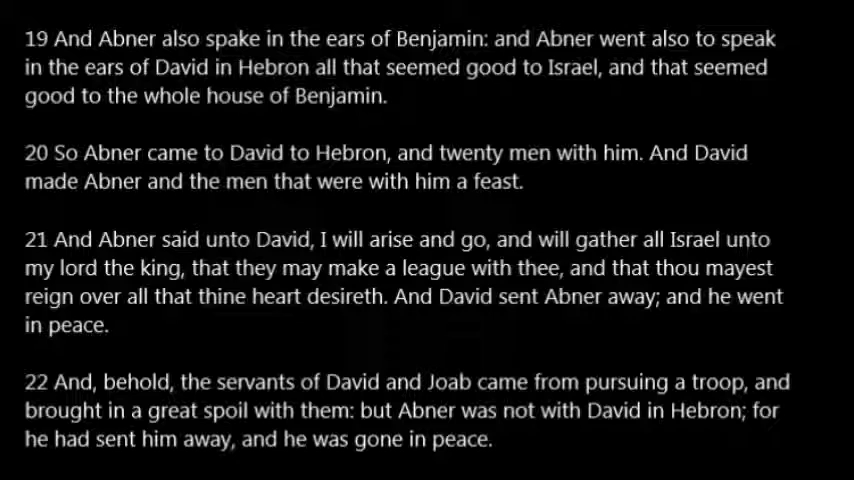 19 And Abner also spake in the ears of Benjamin: and Abner went also to speak
in the ears of David in Hebron all that seemed good to Israel, and that seemed
good to the whole house of Benjamin.
20 So Abner came to David to Hebron, and twenty men with him. And David
made Abner and the men that were with him a feast.
21 And Abner said unto David, I will arise and go, and will gather all Israel unto
my lord the king, that they may make a league with thee, and that thou mayest
reign over all that thine heart desireth. And David sent Abner away; and he went
in peace.
22 And, behold, the servants of David and Joab came from pursuing a troop, and
brought in a great spoil with them: but Abner was not with David in Hebron; for
he had sent him away, and he was gone in peace.